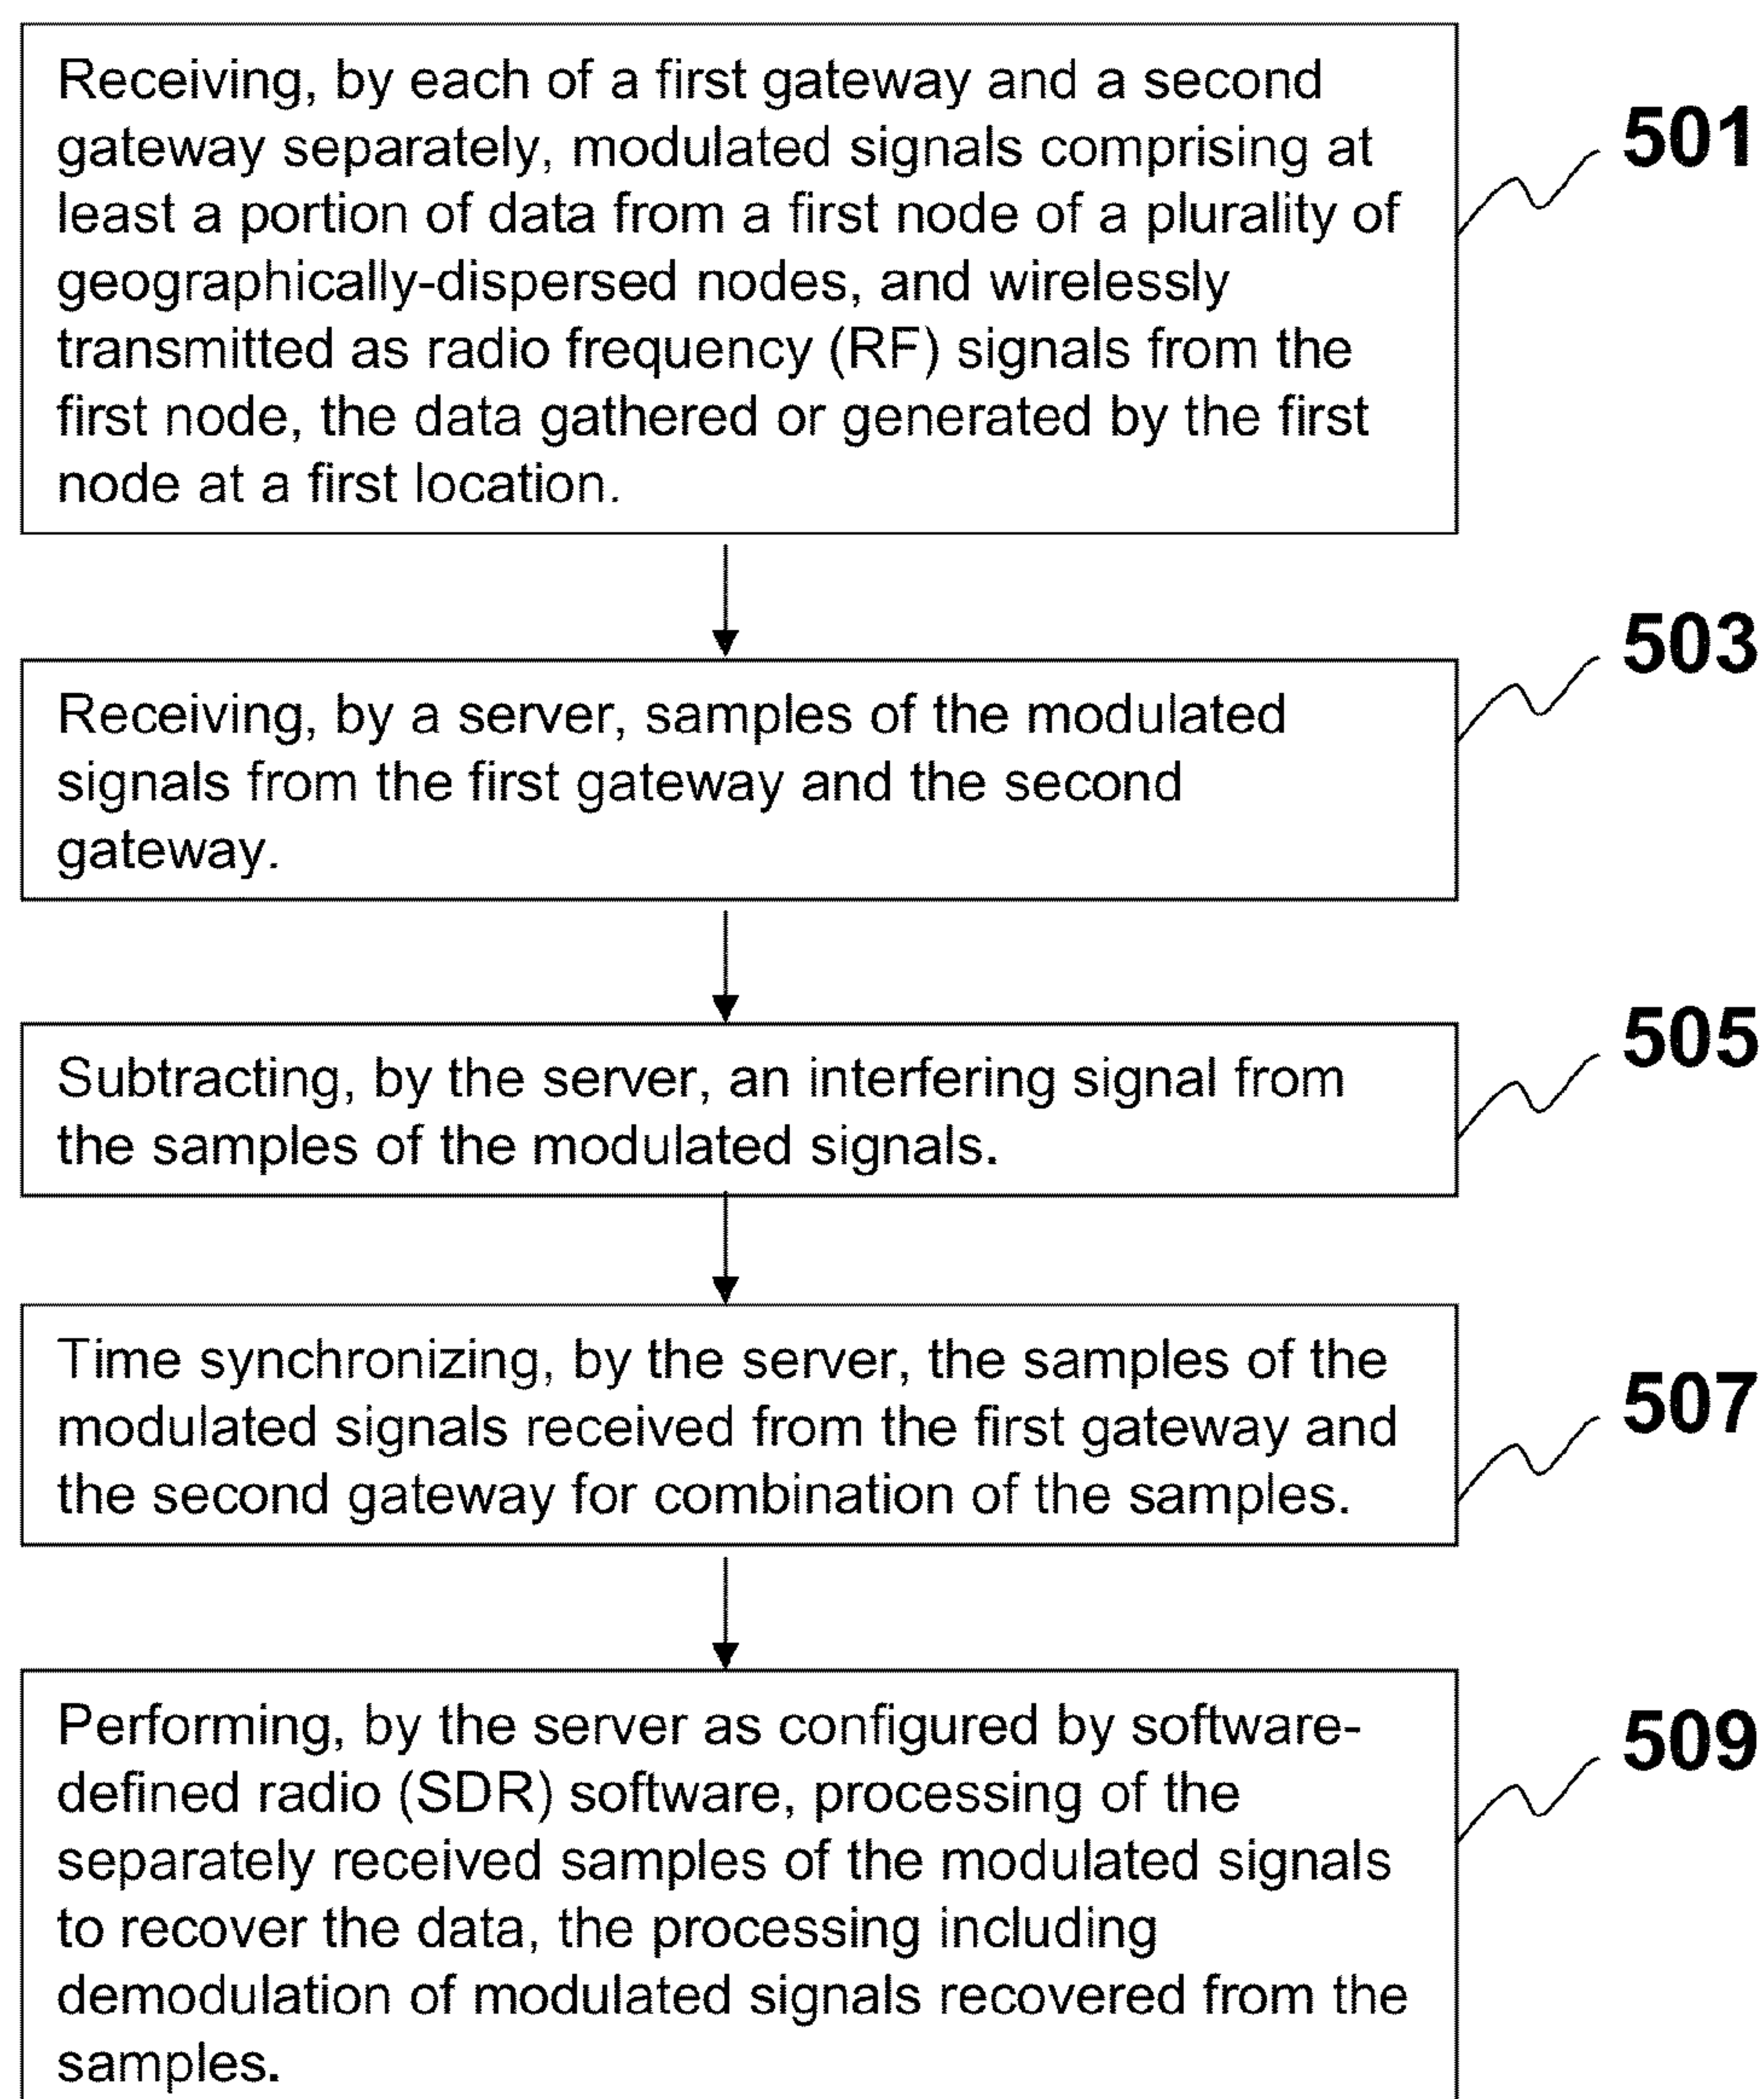 Receiving, by each of a first gateway and a second
gateway separately, modulated signals comprising at
least a portion of data from a first node of a plurality of
geographically-dispersed nodes, and wirelessly
transmitted as radio frequency (RF) signals from the
first node, the data gathered or generated by the first
node at a first location.
501
Receiving, by a server, samples of the modulated
signals from the first gateway and the second
gateway.
503
Subtracting, by the server, an interfering signal from
the samples of the modulated signals.
505
Time synchronizing, by the server, the samples of the
modulated signals received from the first gateway and
the second gateway for combination of the samples.
507
Performing, by the server as configured by software-
defined radio (SDR) software, processing of the
separately received samples of the modulated signals
to recover the data, the processing including
demodulation of modulated signals recovered from the
samples.
509